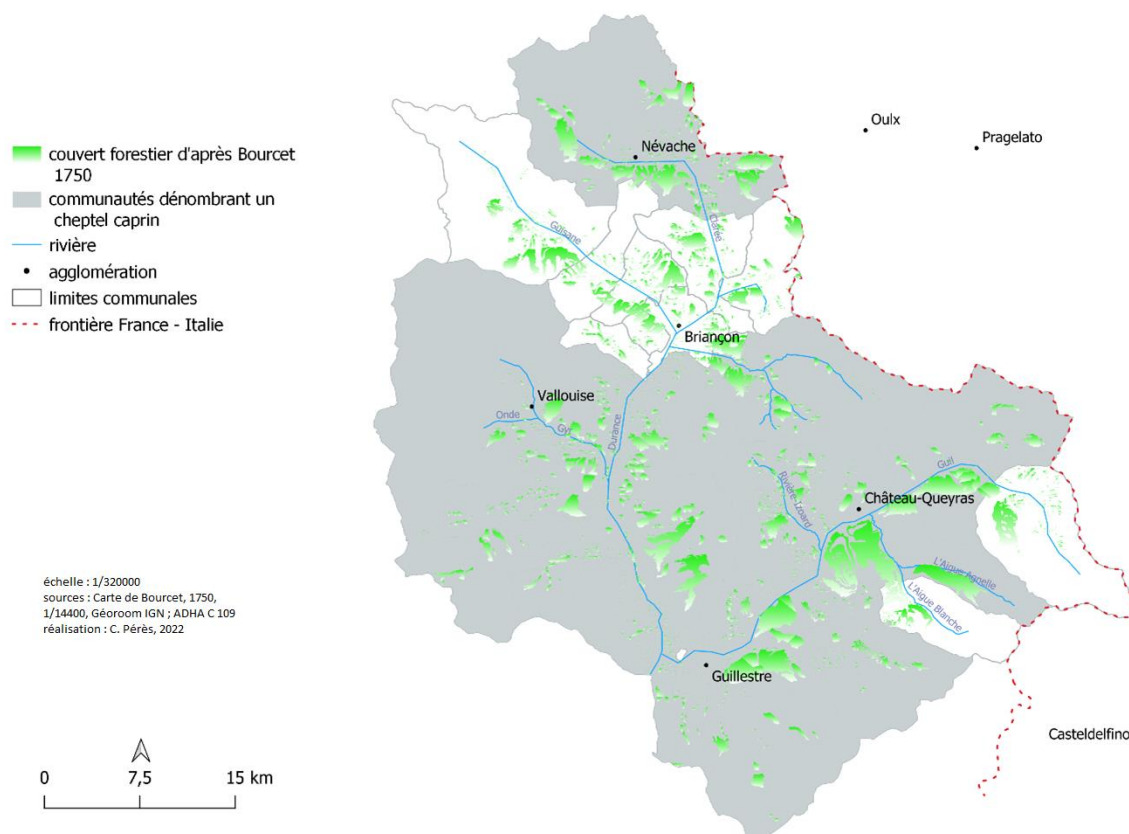 couvert forestier d'après Bourcet
1750
communautés dénombrant un
cheptel caprin
rivière
agglomération
limites communales
frontière France - Italie
échelle : 1/320000
sources : Carte de Bourcet, 1750,
1/14400, Géoroom IGN ; ADHA C 109
réalisation : C. Pérès, 2022
0
7,5
15 km
Oulx
Pragelato
Névache
Clarée
Guisane
Briançon
Vallouise
Onde
Gyr
Durance
Guil
Château-Queyras
Rivière Izoard
L'Aigue Agnelle
L'Aigue Blanche
Guillestre
Casteldelfino